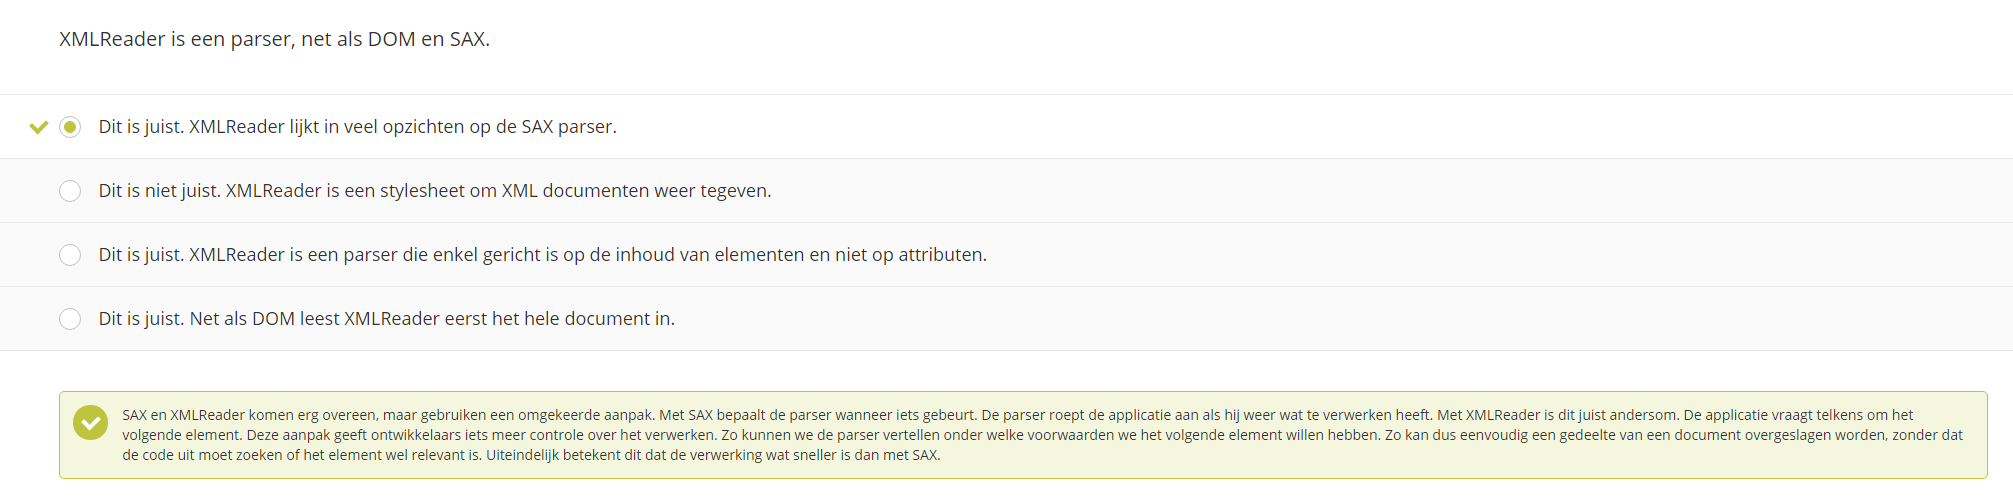 XMLReader is een parser, net als DOM en SAX.
Dit is juist. XMLReader lijkt in veel opzichten op de SAX parser.
Dit is niet juist. XMLReader is een stylesheet om XML documenten weer tegeven.
Dit is juist. XMLReader is een parser die enkel gericht is op de inhoud van elementen en niet op attributen.
Dit is juist. Net als DOM leest XMLReader eerst het hele document in.
SAX en XMLReader komen erg overeen, maar gebruiken een omgekeerde aanpak. Met SAX bepaalt de parser wanneer iets gebeurt. De parser roept de applicatie aan als hij weer wat te verwerken heeft. Met XMLReader is dit juist andersom. De applicatie vraagt telkens om het
volgende element. Deze aanpak geeft ontwikkelaars iets meer controle over het verwerken. Zo kunnen we de parser vertellen onder welke voorwaarden we het volgende element willen hebben. Zo kan dus eenvoudig een gedeelte van een document overgeslagen worden, zonder dat
de code uit moet zoeken of het element wel relevant is. Uiteindelijk betekent dit dat de verwerking wat sneller is dan met SAX.